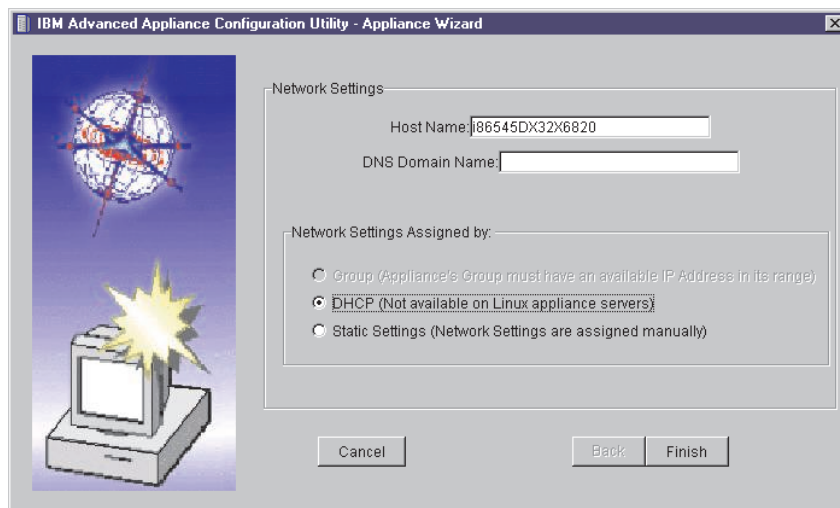 IBM Advanced Appliance Configuration Utility - Appliance Wizard
Network Settings
Host Name: i86545DX32X6820
DNS Domain Name:
Network Settings Assigned by:
Group (Appliance's Group must have an available IP Address in its range)
DHCP (Not available on Linux appliance servers)
Static Settings (Network Settings are assigned manually)
Cancel
Back
Finish